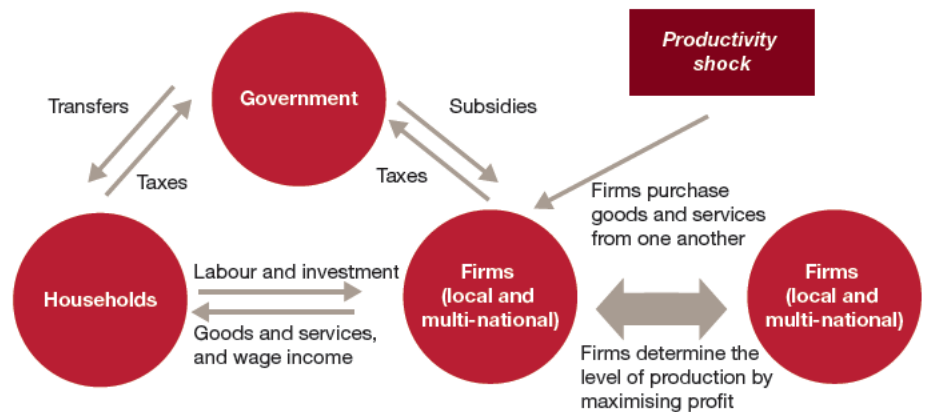 Government
Productivity
shock
Transfers
Subsidies
Taxes
Taxes
Firms purchase
goods and services
from one another
Households
Labour and investment
Goods and services,
and wage income
Firms
(local and
multi-national)
Firms
(local and
multi-national)
Firms determine the
level of production by
maximising profit